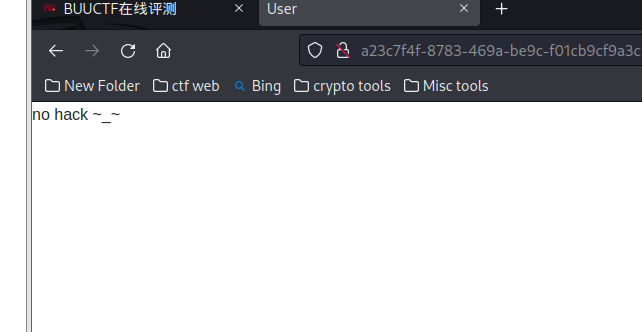 BUUCTF在线评测
User
a23c7f4f-8783-469a-be9c-f01cb9cf9a3c
New Folder ctf web Bing crypto tools Misc tools
no hack ~_~